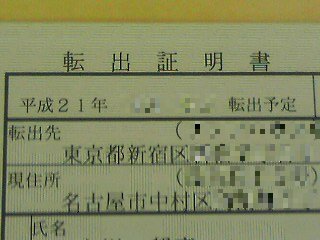 転出証明書
平成21年 転出予定
転出先 (
東京都新宿区
現住所 (
名古屋市中村区
氏名